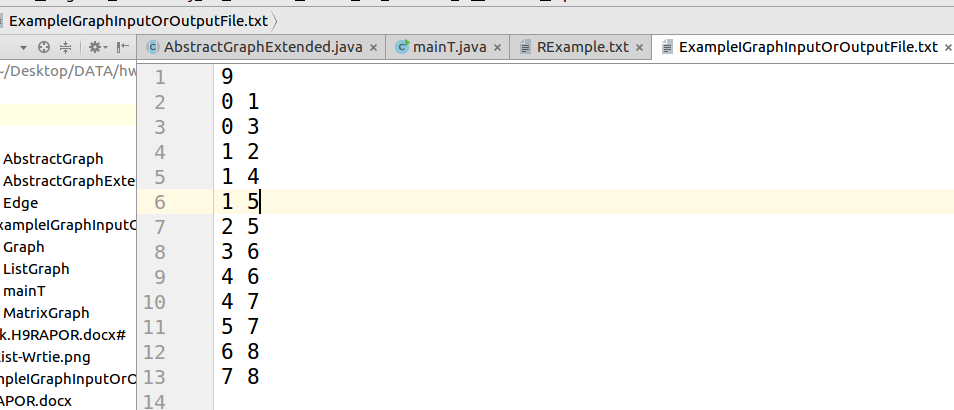 ExampleIGraphInputOrOutputFile.txt
AbstractGraphExtended.java × mainT.java × RExample.txt × ExampleIGraphInputOrOutputFile.txt ×
~/Desktop/DATA/hw
AbstractGraph
AbstractGraphExte
Edge
xampleIGraphInputO
Graph
ListGraph
mainT
MatrixGraph
k.H9RAPOR.docx#
ist-Wrtie.png
mpleIGraphInputOrO
APOR.docx
1 9
2 0 1
3 0 3
4 1 2
5 1 4
6 1 5
7 2 5
8 3 6
9 4 6
10 4 7
11 5 7
12 6 8
13 7 8
14